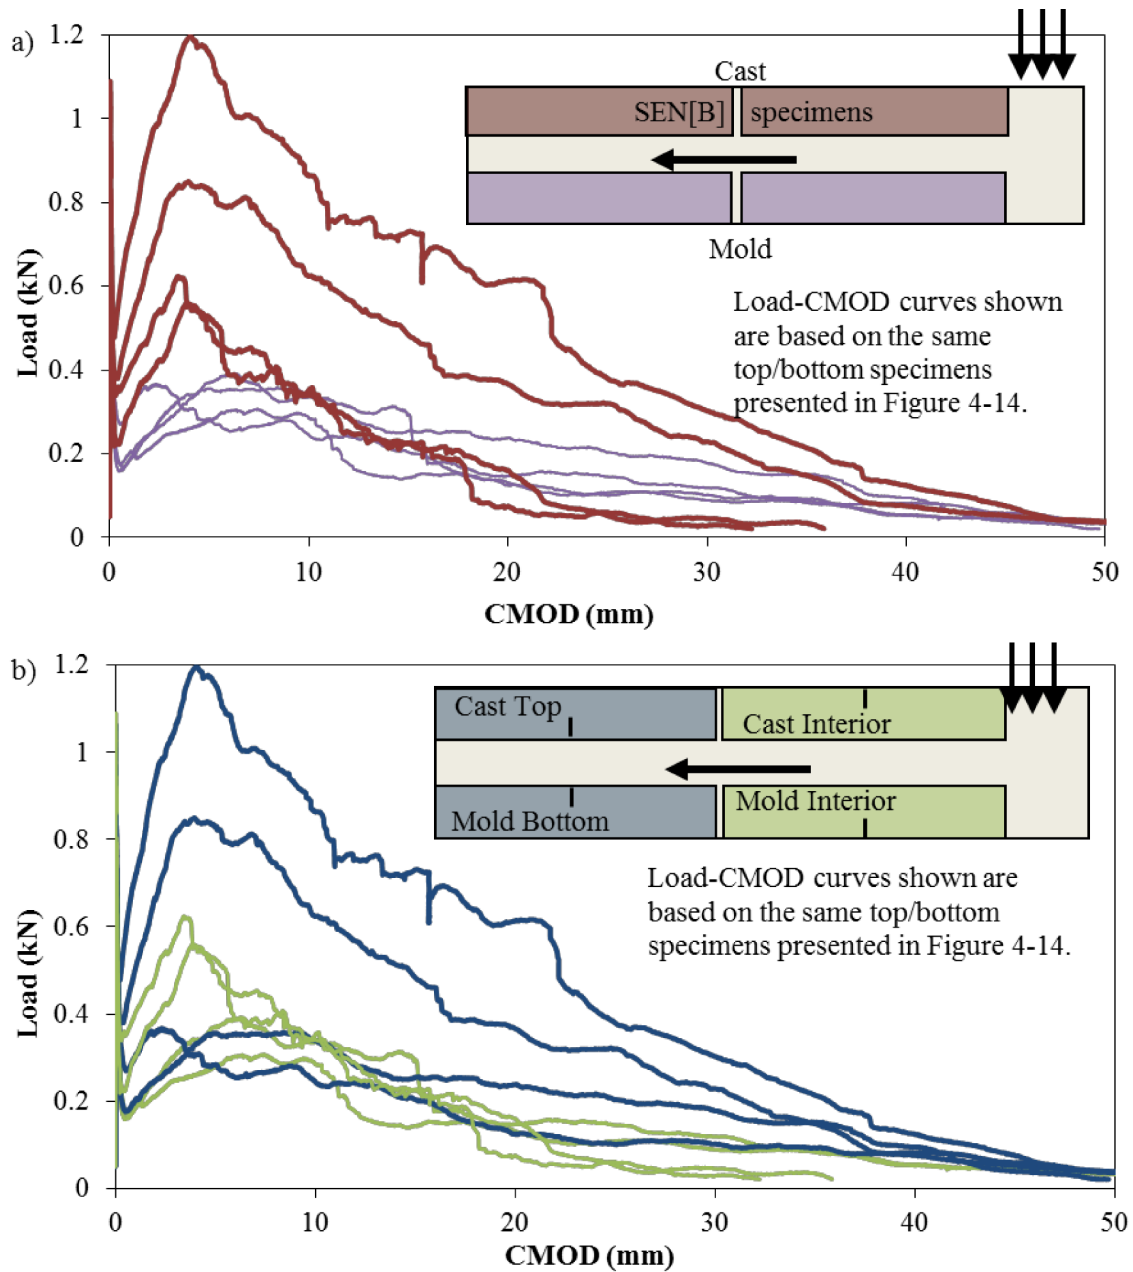 a)
1.2
1
0.8
0.6
0.4
0.2
0
Load (kN)
0 10 20 30 40 50
CMOD (mm)
Cast
SEN[B] specimens
Mold
Load-CMOD curves shown
are based on the same
top/bottom specimens
presented in Figure 4-14.
b)
1.2
1
0.8
0.6
0.4
0.2
0
Load (kN)
0 10 20 30 40 50
CMOD (mm)
Cast Top
Cast Interior
Mold Bottom
Mold Interior
Load-CMOD curves shown are
based on the same top/bottom
specimens presented in Figure 4-14.